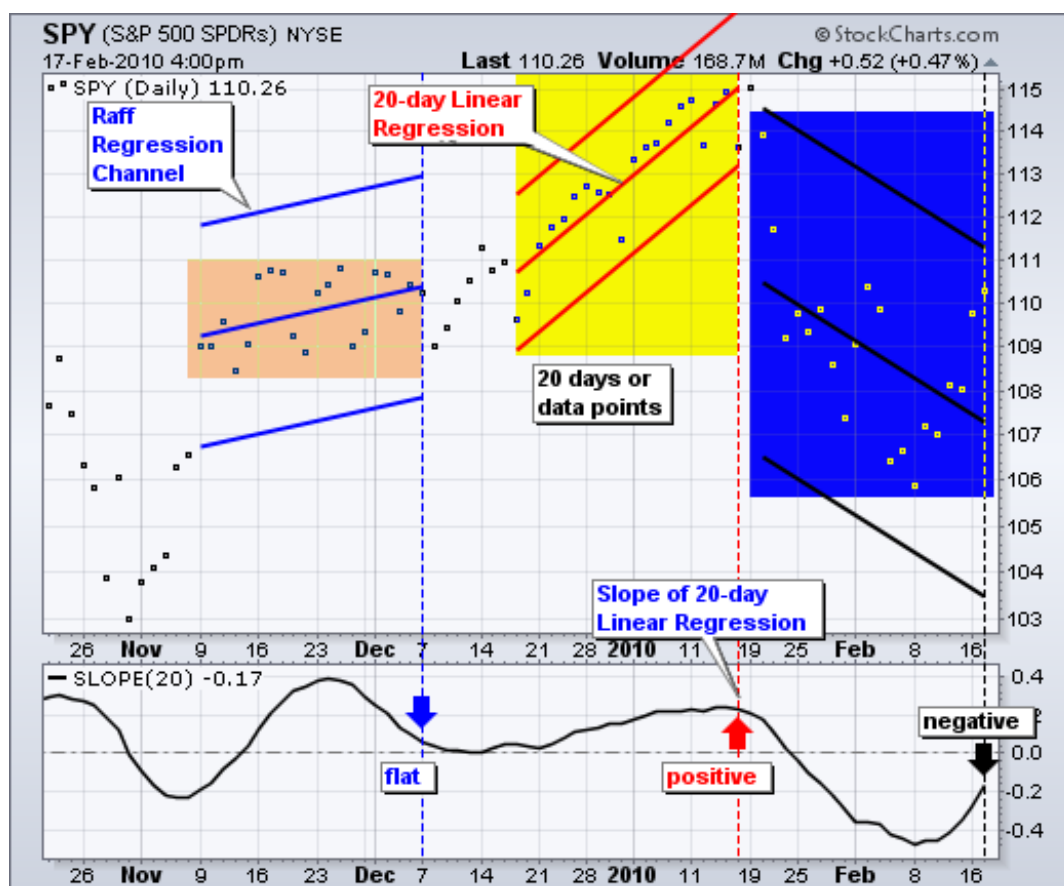 SPY (S&P 500 SPDRs) NYSE
© StockCharts.com
17-Feb-2010 4:00pm
Last 110.26 Volume 168.7M Chg +0.52 (+0.47%)
SPY (Daily) 110.26
Raff
Regression
Channel
20-day Linear
Regression
20 days or
data points
115
114
113
112
111
110
109
108
107
106
105
104
103
Slope of 20-day
Linear Regression
26 Nov 9 16 23 Dec 7 14 21 28 2010 11 19 25 Feb 8 16
SLOPE(20) -0.17
flat
positive
negative
0.4
0.2
0.0
-0.2
-0.4
26 Nov 9 16 23 Dec 7 14 21 28 2010 11 19 25 Feb 8 16